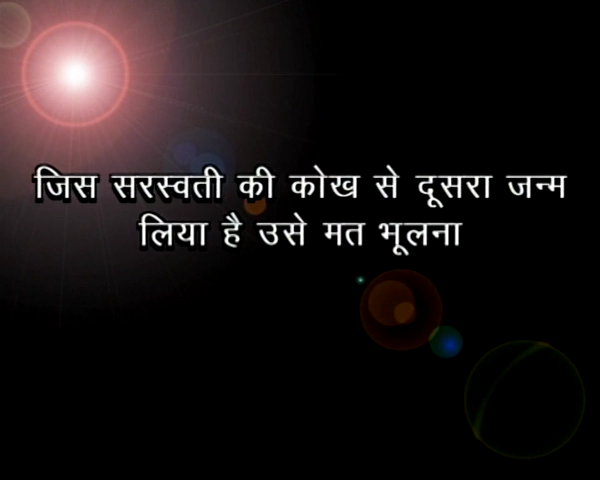 जिस सरस्वती की कोख से दूसरा जन्म
लिया है उसे मत भूलना